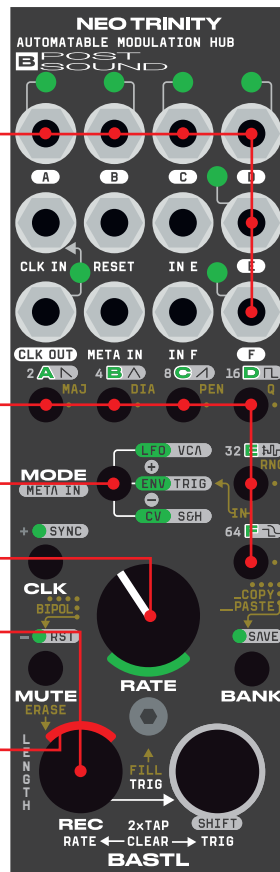 NEO TRINITY
AUTOMATABLE MODULATION HUB
B POST SOUND
A B C D
CLK IN RESET IN E E
CLK OUT META IN IN F F
2 A 4 B 8 C 16 D
MAJ DIA PEN Q
LFO VCA 32 E
MODE + RNG
META IN ENV TRIG
− IN
+ SYNC CV S&H 64 F
CLK COPY
BIPOL PASTE
− RST SAVE
MUTE RATE BANK
ERASE
LENGTH FILL
TRIG
REC 2xTAP SHIFT
RATE CLEAR TRIG
BASTL